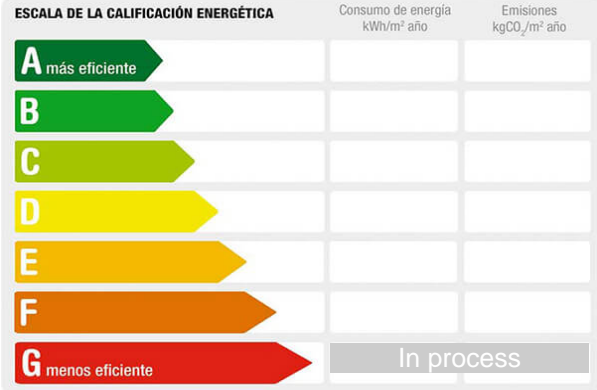 ESCALA DE LA CALIFICACIÓN ENERGÉTICA
Consumo de energía
kWh/m² año
Emisiones
kgCO₂/m² año
A más eficiente
B
C
D
E
F
G menos eficiente
In process